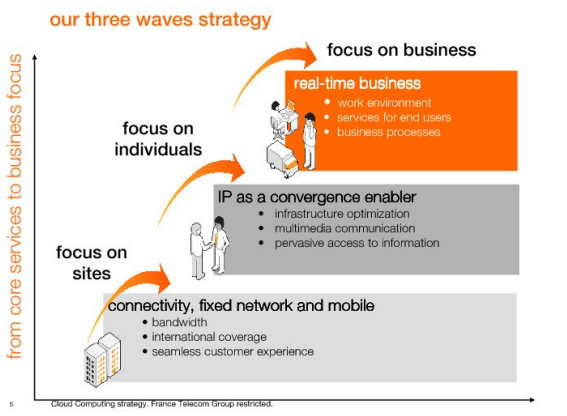 our three waves strategy
focus on business
real-time business
• work environment
• services for end users
• business processes
focus on
individuals
IP as a convergence enabler
• infrastructure optimization
• multimedia communication
• pervasive access to information
focus on
sites
connectivity, fixed network and mobile
• bandwidth
• international coverage
• seamless customer experience
from core services to business focus
5
Cloud Computing strategy. France Telecom Group restricted.